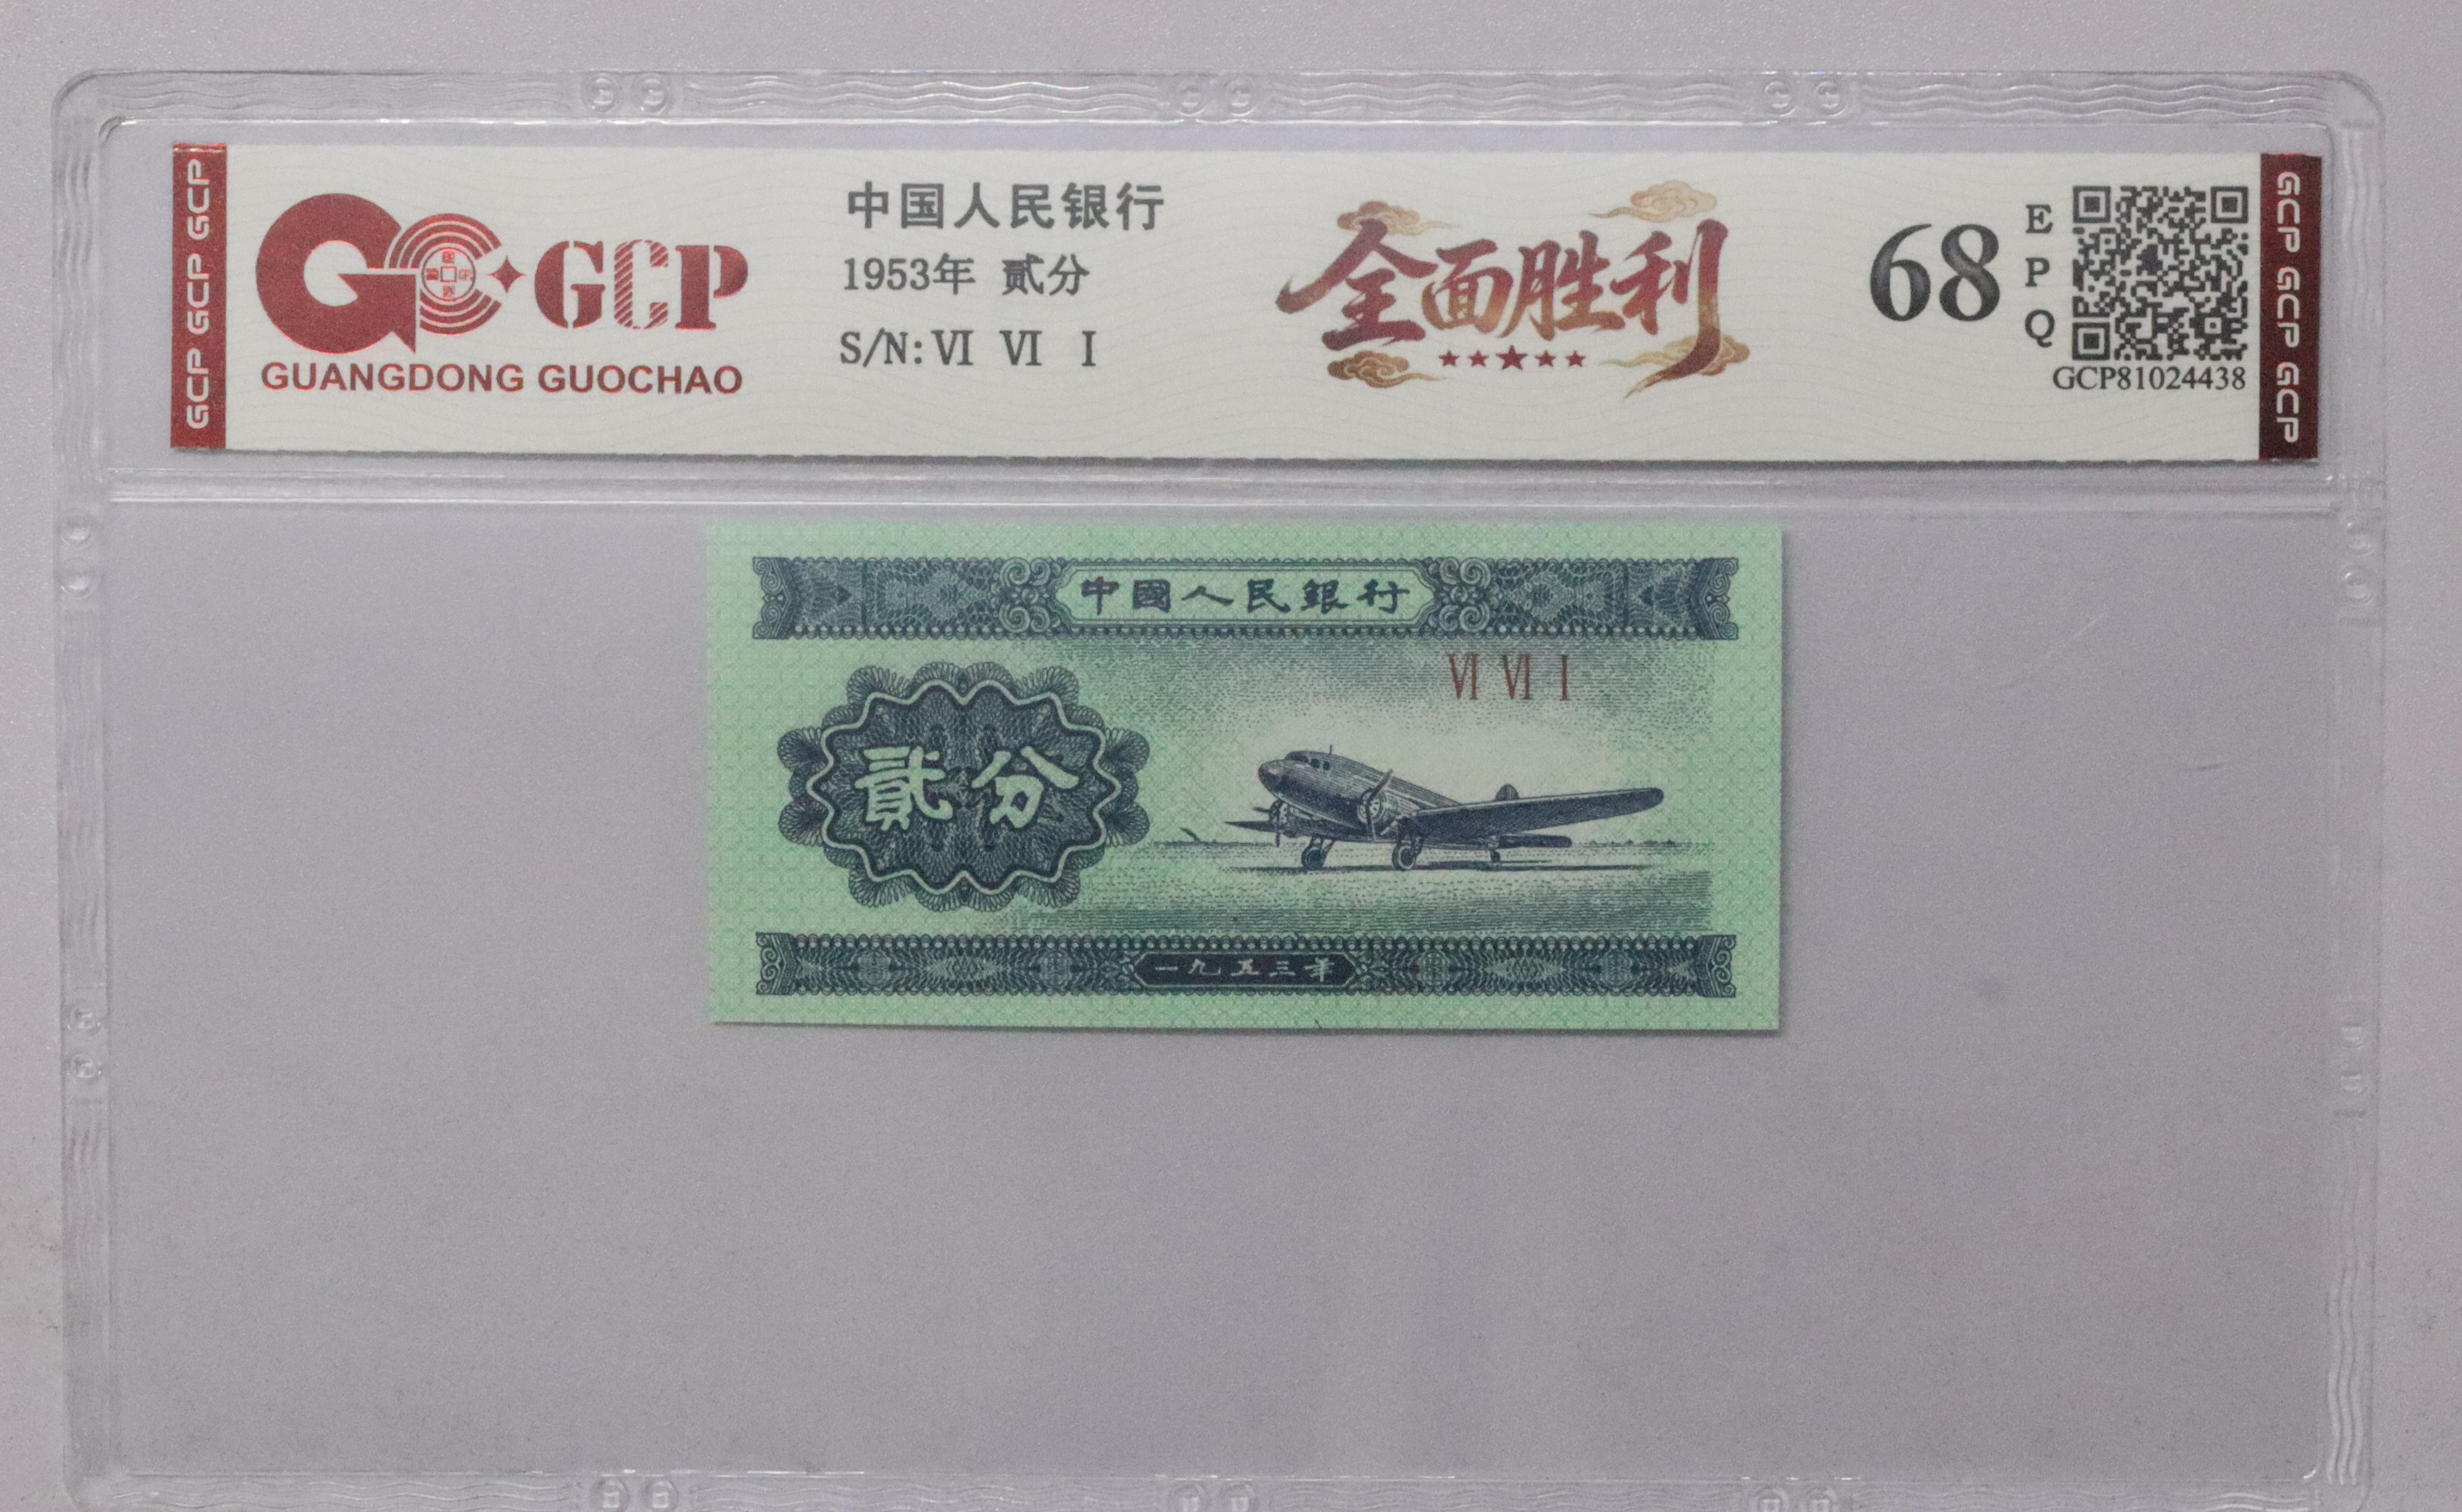 GCP GCP GCP
GCP
GUANGDONG GUOCHAO
中国人民银行
1953年 贰分
S/N: VI VI I
全面胜利
68
E
P
Q
GCP81024438
GCP GCP GCP
中國人民銀行
VI VI I
貳分
一九五三年